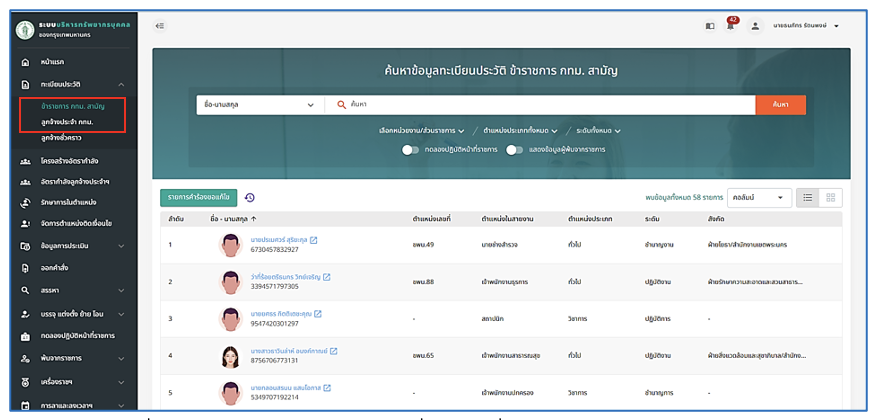 ระบบบริหารทรัพยากรบุคคล
ของกรุงเทพมหานคร
42
นายธนภัทร รัตนพงษ์
หน้าแรก
ทะเบียนประวัติ
ข้าราชการ กทม. สามัญ
ลูกจ้างประจำ กทม.
ลูกจ้างชั่วคราว
โครงสร้างอัตรากำลัง
อัตรากำลังลูกจ้างประจำฯ
รักษาการในตำแหน่ง
จัดการตำแหน่งติดเงื่อนไข
ข้อมูลการประเมิน
ออกคำสั่ง
สรรหา
บรรจุ แต่งตั้ง ย้าย โอน
ทดลองปฏิบัติหน้าที่ราชการ
พ้นจากราชการ
เครื่องราชฯ
การลาและลงเวลาฯ
ค้นหาข้อมูลทะเบียนประวัติ ข้าราชการ กทม. สามัญ
ชื่อ-นามสกุล ค้นหา ค้นหา
เลือกหน่วยงาน/ส่วนราชการ / ตำแหน่งประเภททั้งหมด / ระดับทั้งหมด
ทดลองปฏิบัติหน้าที่ราชการ แสดงข้อมูลผู้พ้นจากราชการ
รายการคำร้องขอแก้ไข พบข้อมูลทั้งหมด 58 รายการ คอลัมน์
ลำดับ ชื่อ - นามสกุล ตำแหน่งเลขที่ ตำแหน่งในสายงาน ตำแหน่งประเภท ระดับ สังกัด
1 6730457832927 ขพน.49 นายช่างสำรวจ ทั่วไป ชำนาญงาน ฝ่ายโยธา/สำนักงานเขตพระนคร
2 3394571797305 ขพน.88 เจ้าพนักงานธุรการ ทั่วไป ปฏิบัติงาน ฝ่ายรักษาความสะอาดและสวนสาธาร...
3 9547420301297 - สถาปนิก วิชาการ ปฏิบัติการ -
4 8756706773131 ขพน.65 เจ้าพนักงานสาธารณสุข ทั่วไป ปฏิบัติงาน ฝ่ายสิ่งแวดล้อมและสุขาภิบาล/สำนักง...
5 5349707192214 - เจ้าพนักงานปกครอง วิชาการ ชำนาญการ -